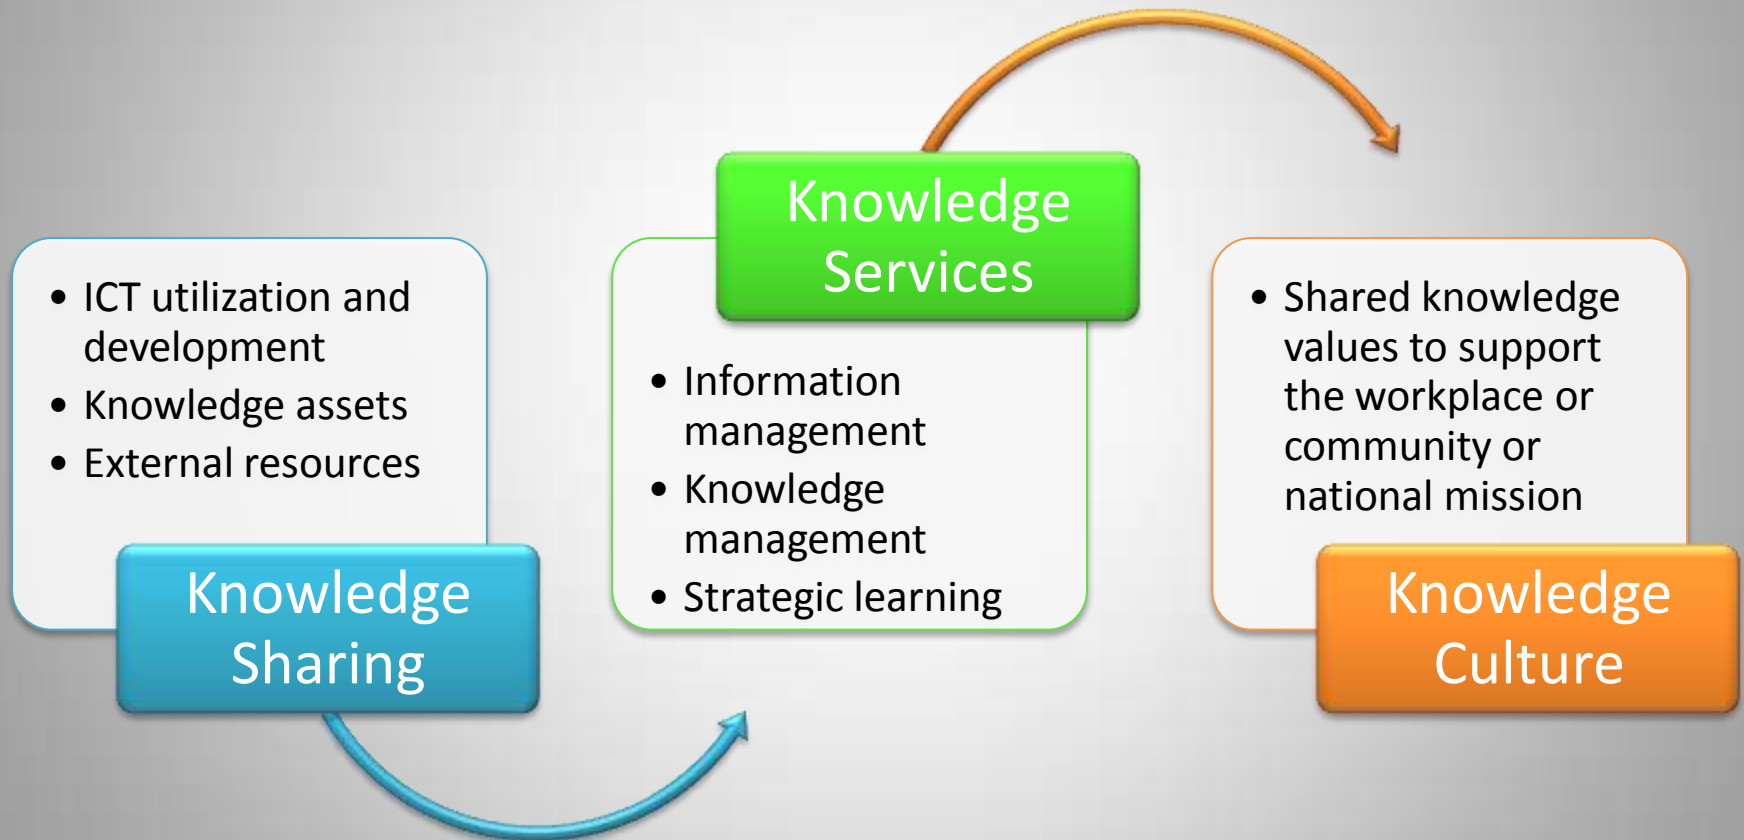 • ICT utilization and
development
• Knowledge assets
• External resources
Knowledge
Sharing
Knowledge
Services
• Information
management
• Knowledge
management
• Strategic learning
• Shared knowledge
values to support
the workplace or
community or
national mission
Knowledge
Culture